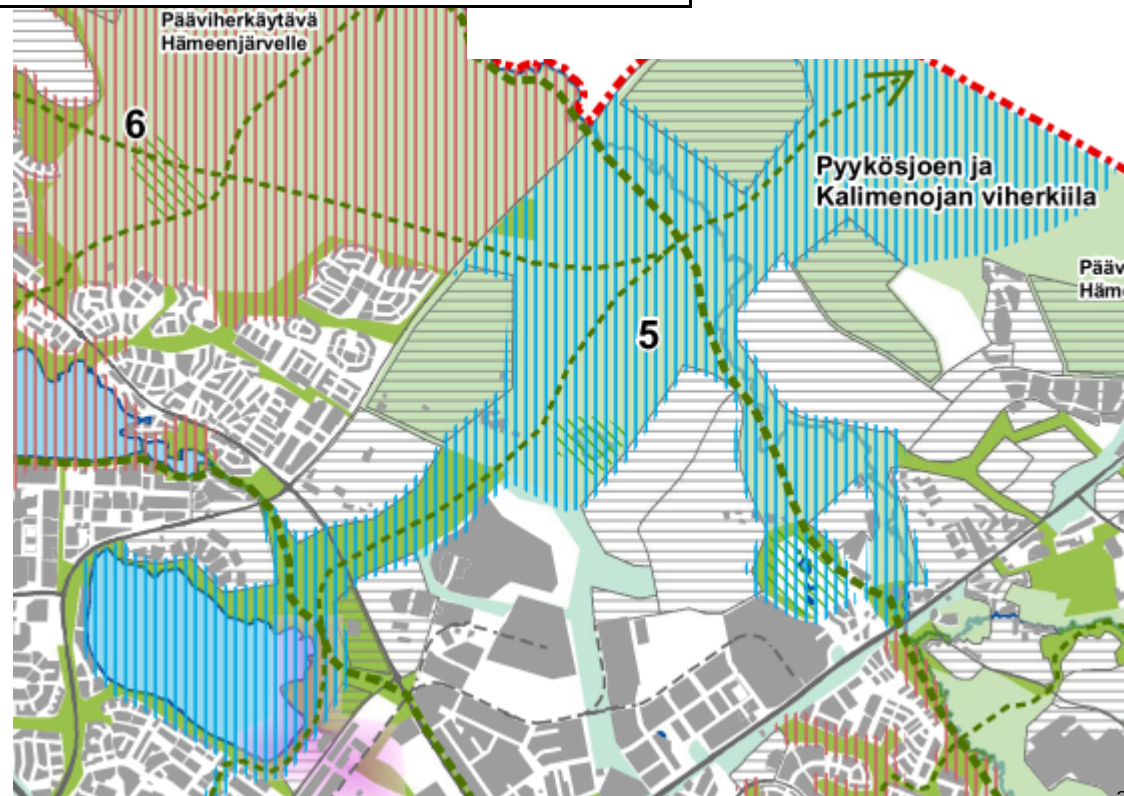 Pääviherkäytävä
Hämeenjärvelle
6
Pyykösjoen ja
Kalimenojan viherkiila
Pääv
Häme
5